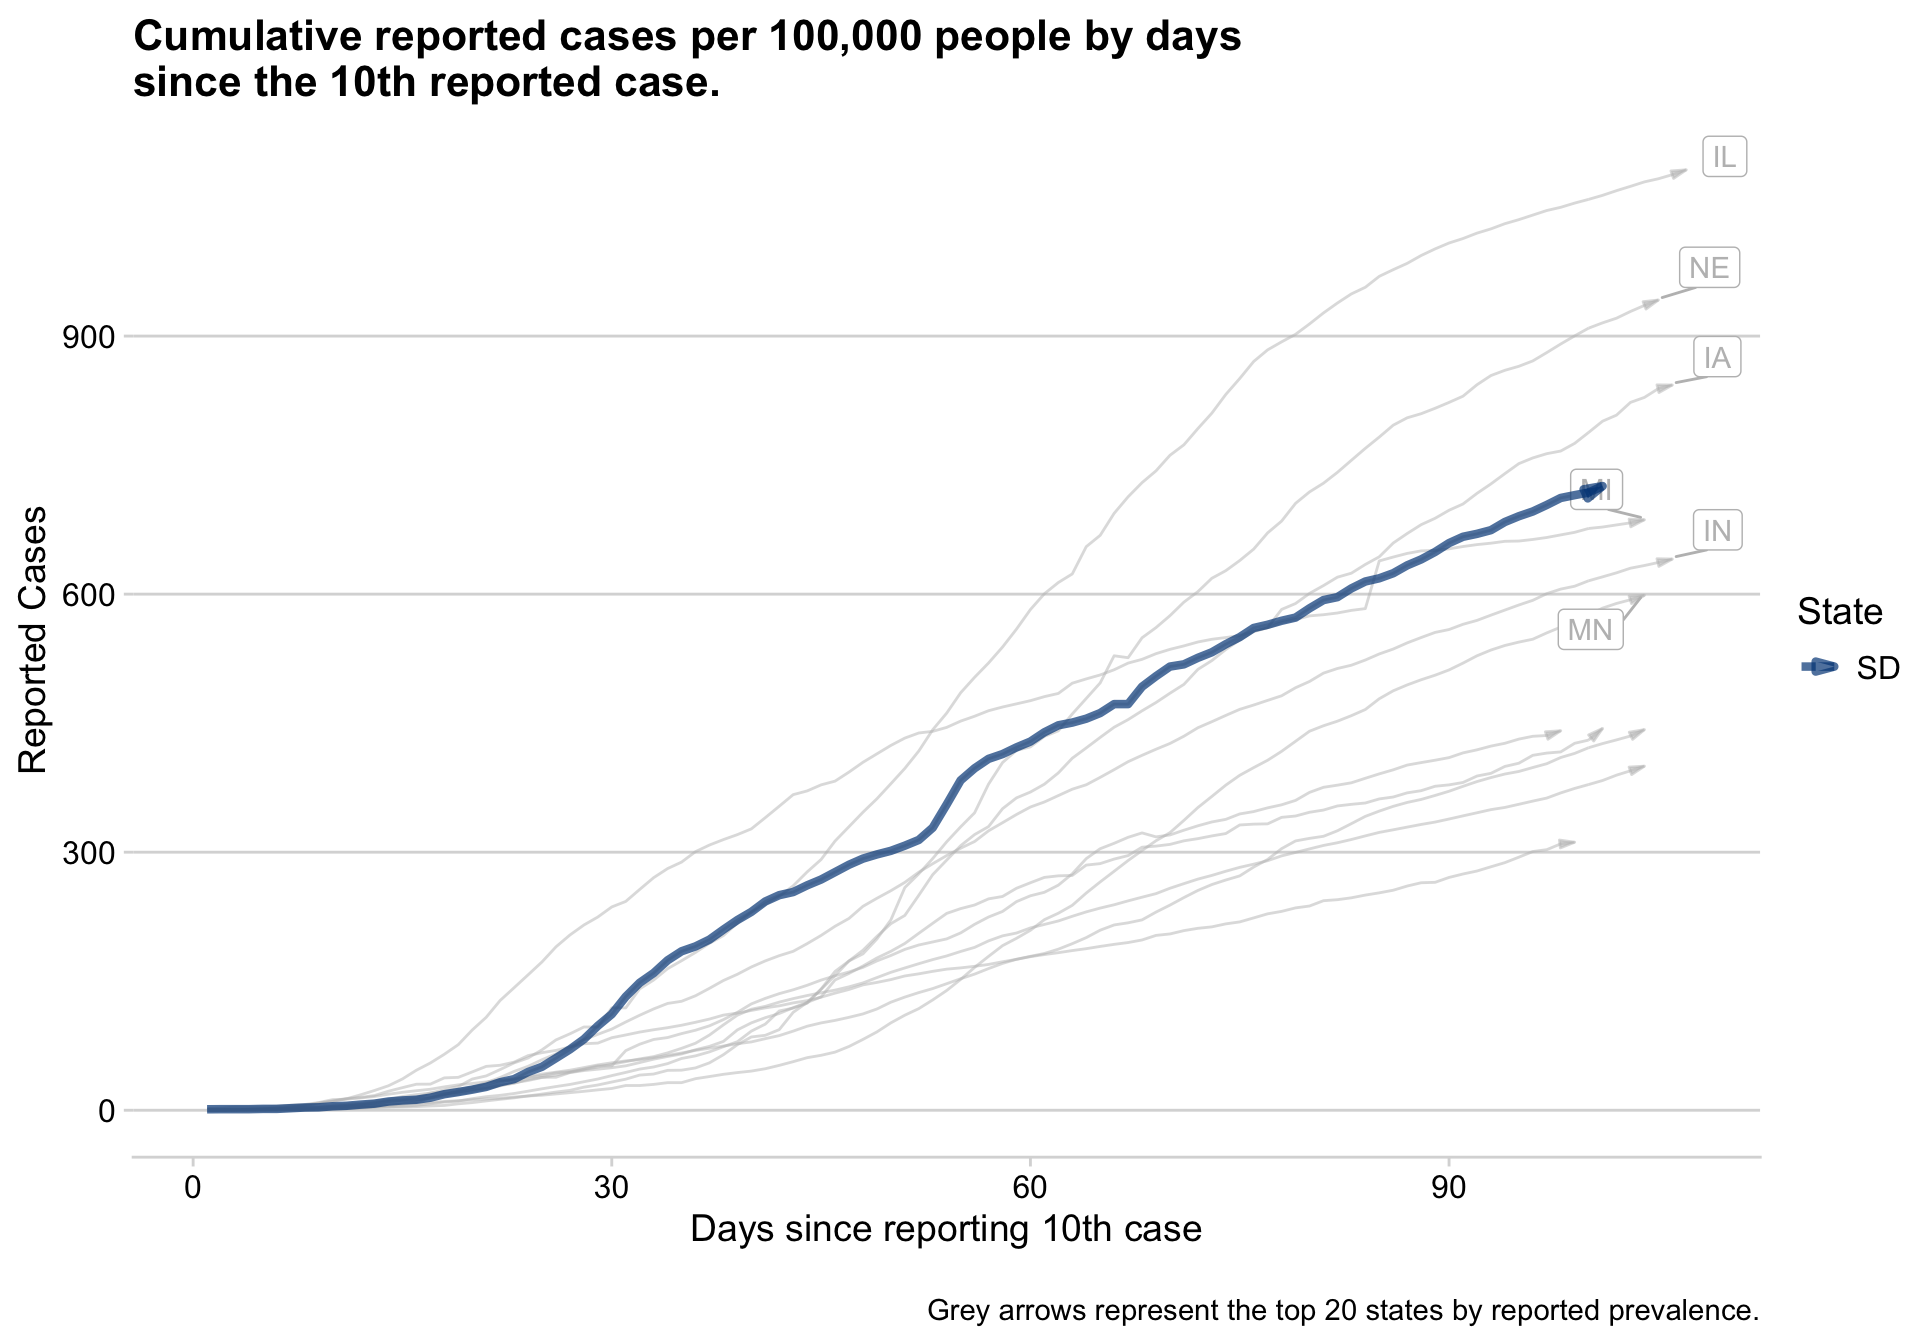 Cumulative reported cases per 100,000 people by days
since the 10th reported case.
IL
NE
IA
MI
IN
MN
900
600
300
0
Reported Cases
0 30 60 90
Days since reporting 10th case
State
SD
Grey arrows represent the top 20 states by reported prevalence.